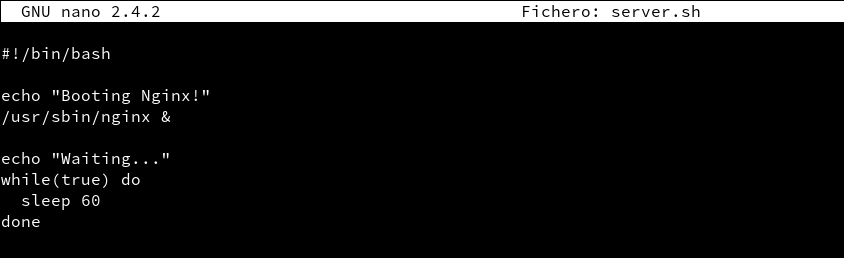 GNU nano 2.4.2 Fichero: server.sh
#!/bin/bash
echo "Booting Nginx!"
/usr/sbin/nginx &
echo "Waiting..."
while(true) do
  sleep 60
done